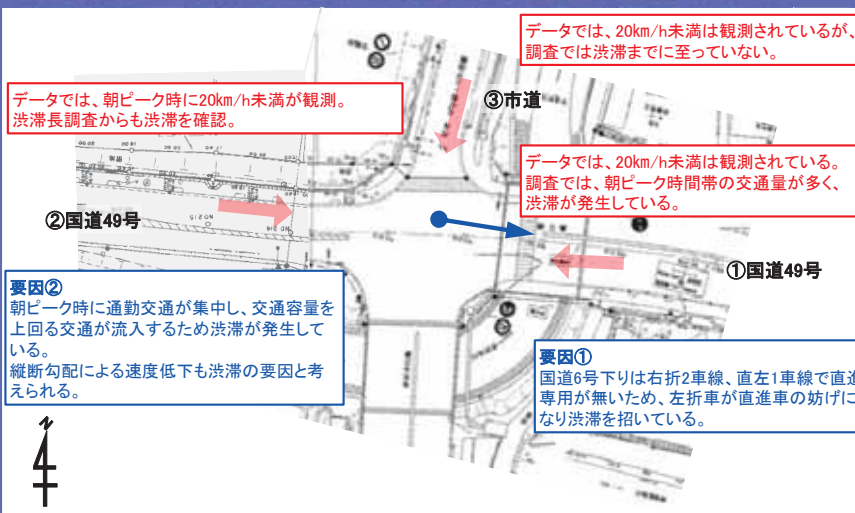 データでは、20km/h未満は観測されているが、
調査では渋滞までに至っていない。
データでは、朝ピーク時に20km/h未満が観測。
渋滞長調査からも渋滞を確認。
③市道
データでは、20km/h未満は観測されている。
調査では、朝ピーク時間帯の交通量が多く、
渋滞が発生している。
②国道49号
①国道49号
要因②
朝ピーク時に通勤交通が集中し、交通容量を
上回る交通が流入するため渋滞が発生して
いる。
縦断勾配による速度低下も渋滞の要因と考
えられる。
要因①
国道6号下りは右折2車線、直左1車線で直進
専用が無いため、左折車が直進車の妨げに
なり渋滞を招いている。